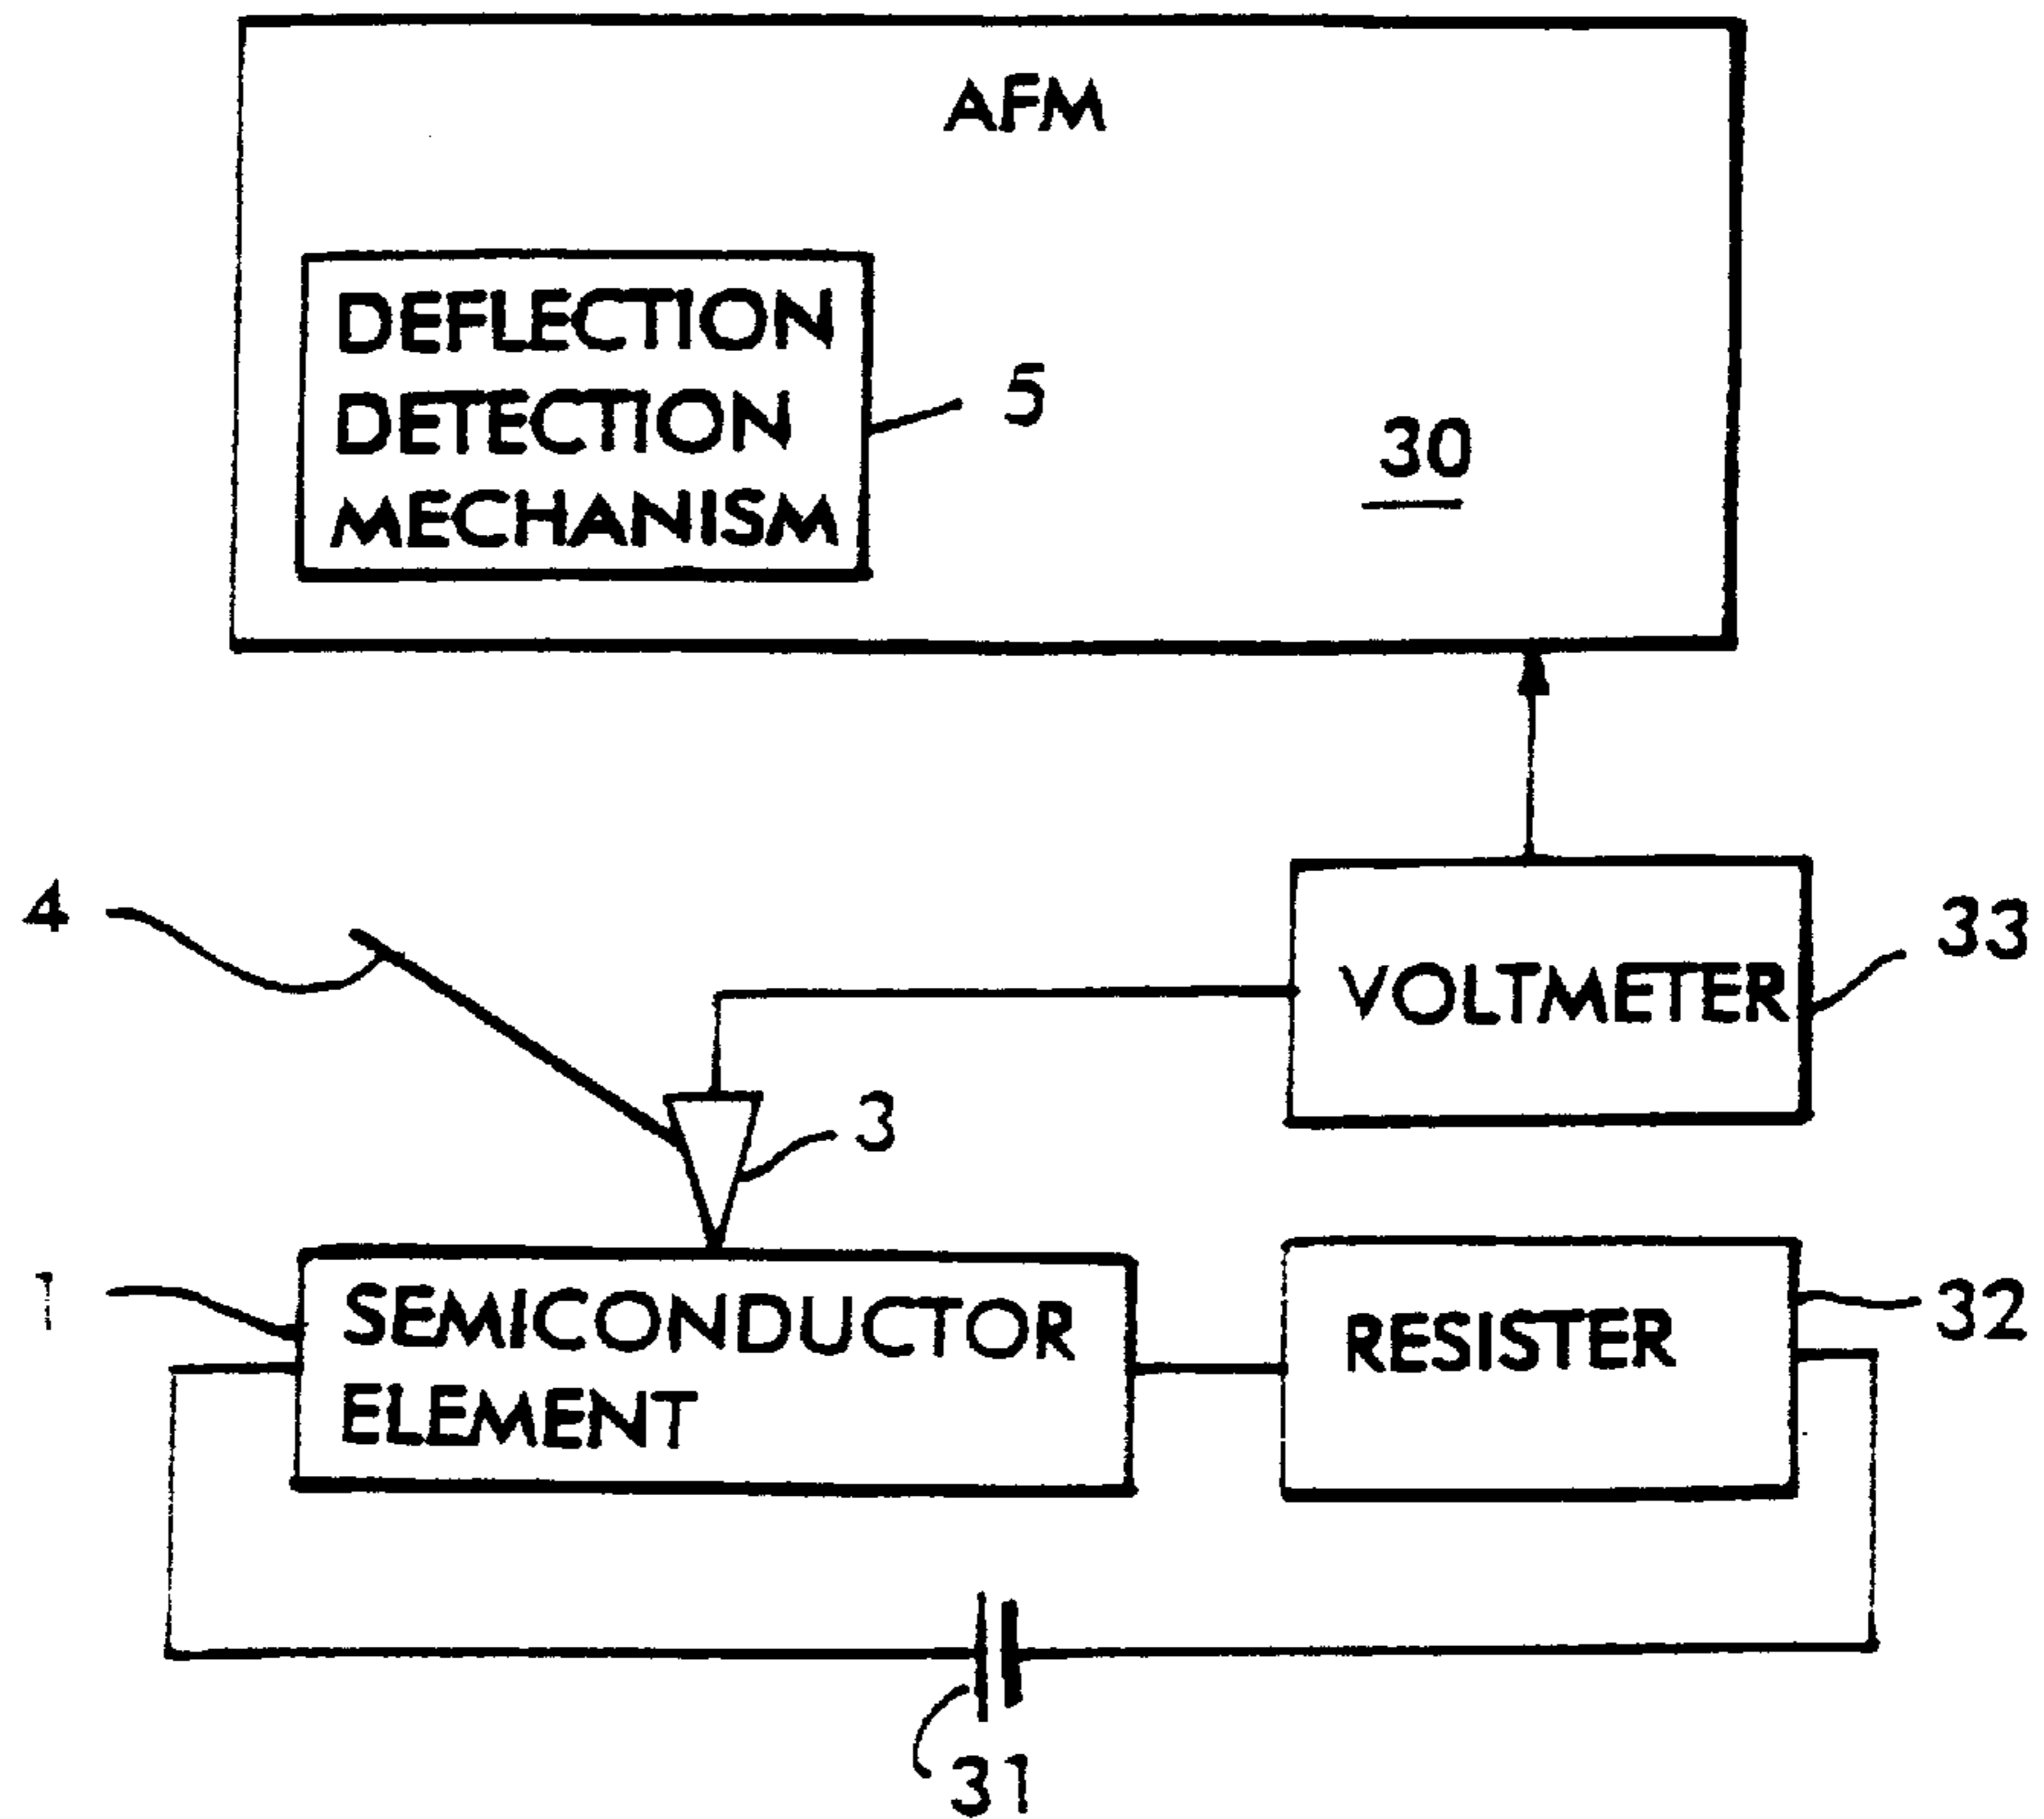 AFM
DEFLECTION
DETECTION
MECHANISM
5
30
4
33
VOLTMETER
3
1
SEMICONDUCTOR
ELEMENT
RESISTER
32
31